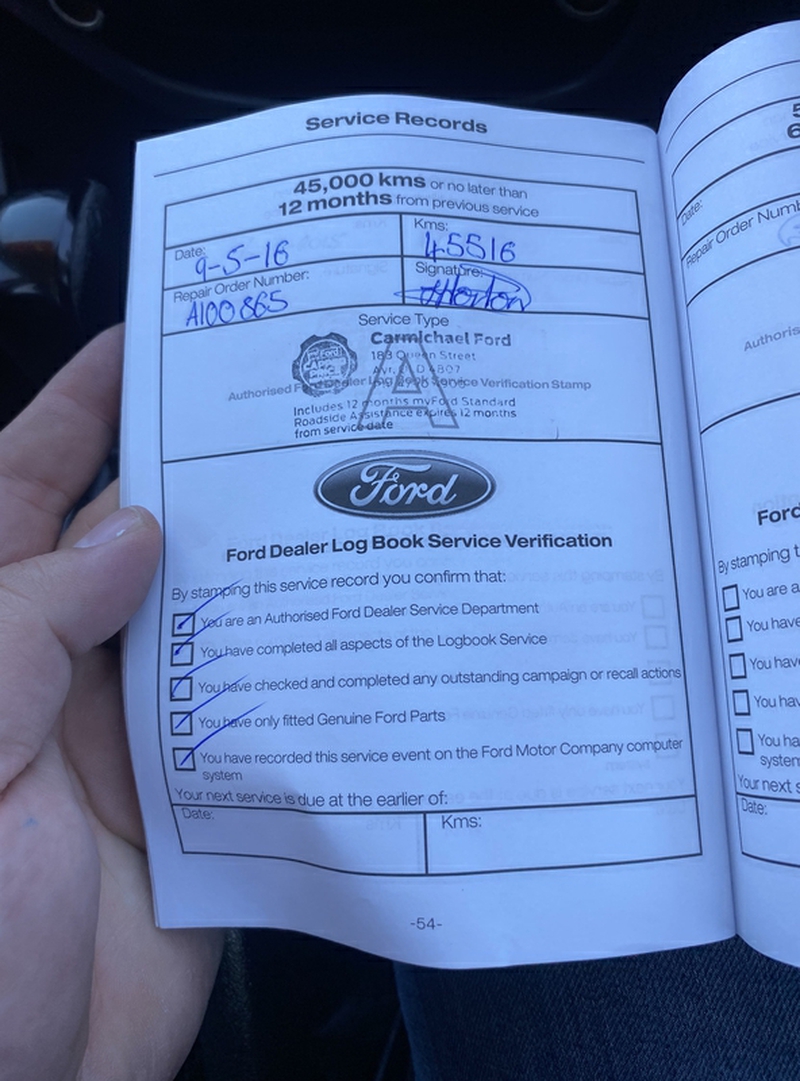 Service Records
45,000 kms or no later than
12 months from previous service
Date: 9-5-16
Kms: 45516
Repair Order Number: A100865
Signature: Horton
Service Type
Carmichael Ford
183 Queen Street
Ayr, QLD 4807
Authorised Ford Dealer Log Book Service Verification Stamp
A
Includes 12 months myFord Standard
Roadside Assistance expires 12 months
from service date
Ford
Ford Dealer Log Book Service Verification
By stamping this service record you confirm that:
You are an Authorised Ford Dealer Service Department
You have completed all aspects of the Logbook Service
You have checked and completed any outstanding campaign or recall actions
You have only fitted Genuine Ford Parts
You have recorded this service event on the Ford Motor Company computer
system
Your next service is due at the earlier of:
Date:
Kms:
-54-
Date:
Repair Order Numb
Authoris
Ford
By stamping t
You are a
You have
You hav
You hav
You ha
system
Your next s
Date: